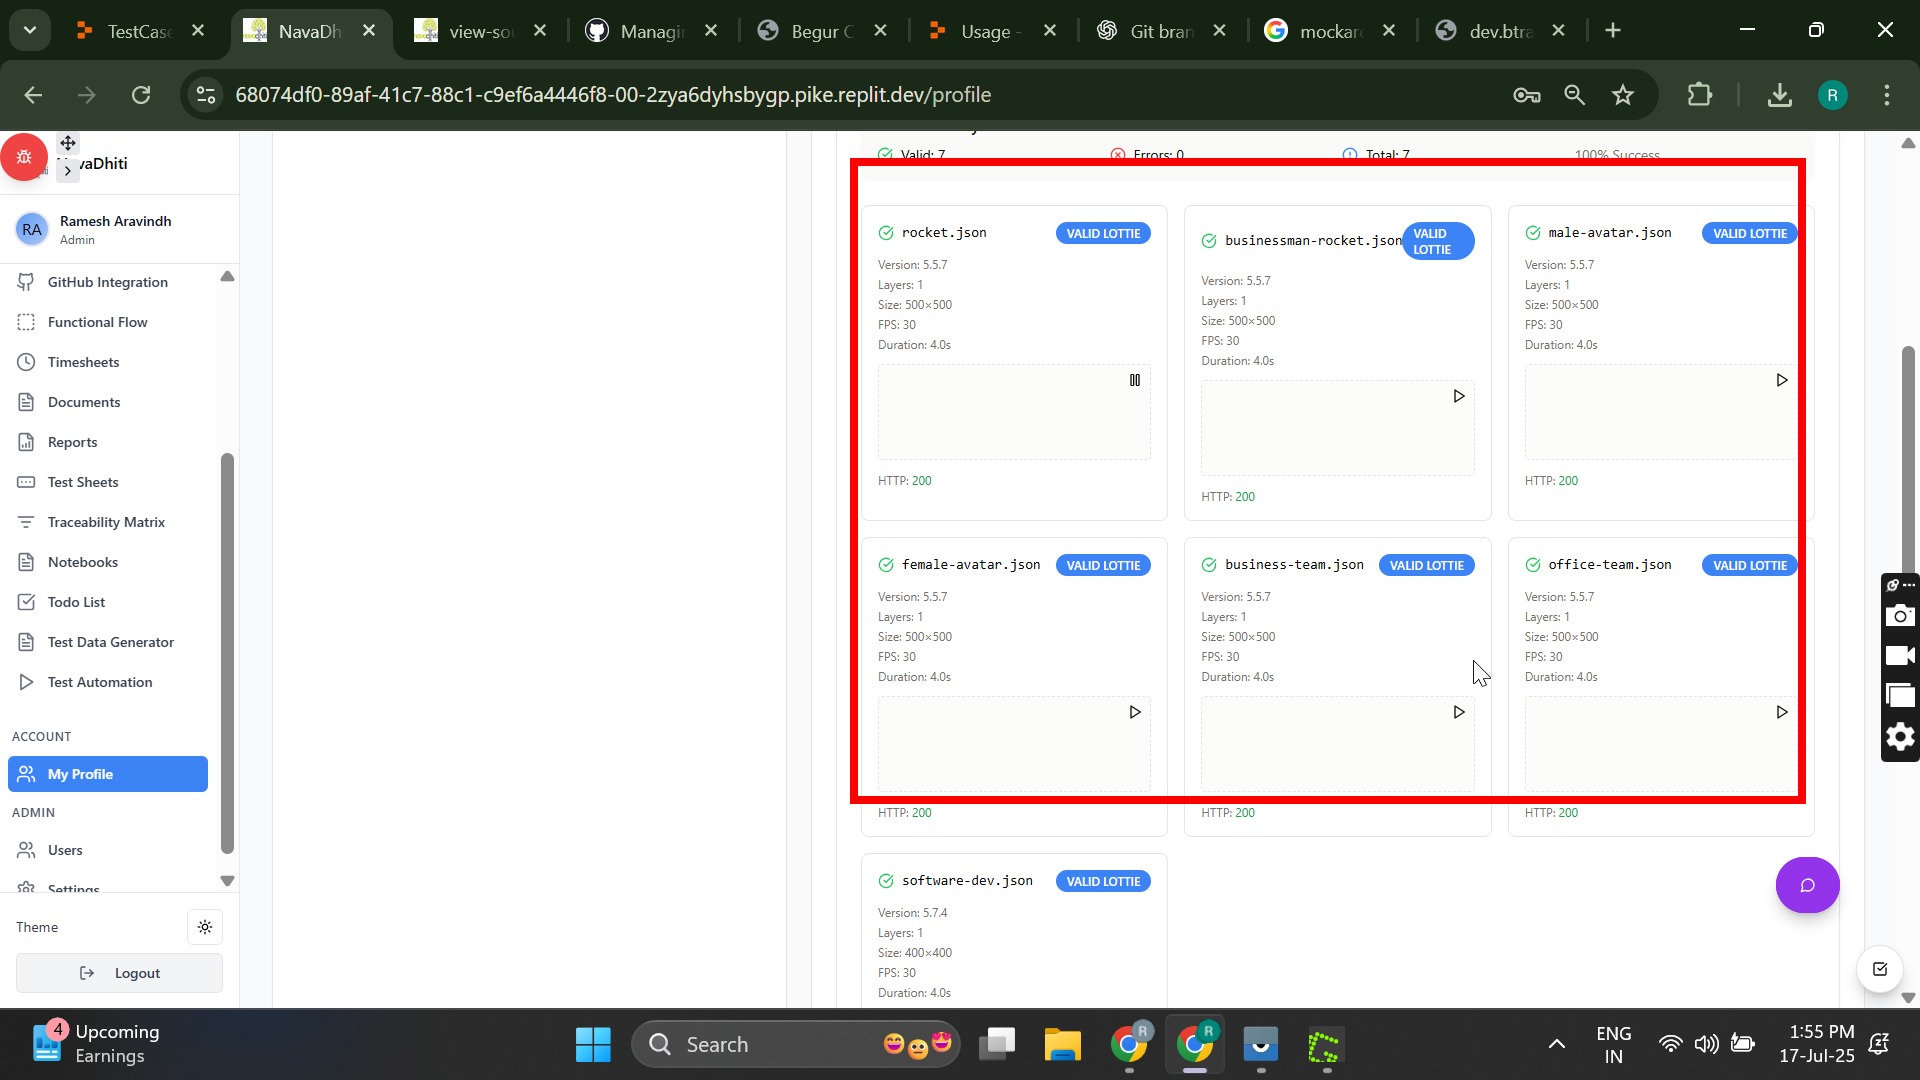 TestCase
NavaDh
view-so
Managi
Begur C
Usage -
Git bran
mockar
dev.btra
68074df0-89af-41c7-88c1-c9ef6a4446f8-00-2zya6dyhsbygp.pike.replit.dev/profile
R
vaDhiti
RA
Ramesh Aravindh
Admin
GitHub Integration
Functional Flow
Timesheets
Documents
Reports
Test Sheets
Traceability Matrix
Notebooks
Todo List
Test Data Generator
Test Automation
ACCOUNT
My Profile
ADMIN
Users
Settings
Theme
Logout
Valid: 7
Errors: 0
Total: 7
100% Success
rocket.json
VALID LOTTIE
Version: 5.5.7
Layers: 1
Size: 500×500
FPS: 30
Duration: 4.0s
HTTP: 200
businessman-rocket.json
VALID
LOTTIE
Version: 5.5.7
Layers: 1
Size: 500×500
FPS: 30
Duration: 4.0s
HTTP: 200
male-avatar.json
VALID LOTTIE
Version: 5.5.7
Layers: 1
Size: 500×500
FPS: 30
Duration: 4.0s
HTTP: 200
female-avatar.json
VALID LOTTIE
Version: 5.5.7
Layers: 1
Size: 500×500
FPS: 30
Duration: 4.0s
HTTP: 200
business-team.json
VALID LOTTIE
Version: 5.5.7
Layers: 1
Size: 500×500
FPS: 30
Duration: 4.0s
HTTP: 200
office-team.json
VALID LOTTIE
Version: 5.5.7
Layers: 1
Size: 500×500
FPS: 30
Duration: 4.0s
HTTP: 200
software-dev.json
VALID LOTTIE
Version: 5.7.4
Layers: 1
Size: 400×400
FPS: 30
Duration: 4.0s
4
Upcoming
Earnings
Search
R
R
ENG
IN
1:55 PM
17-Jul-25